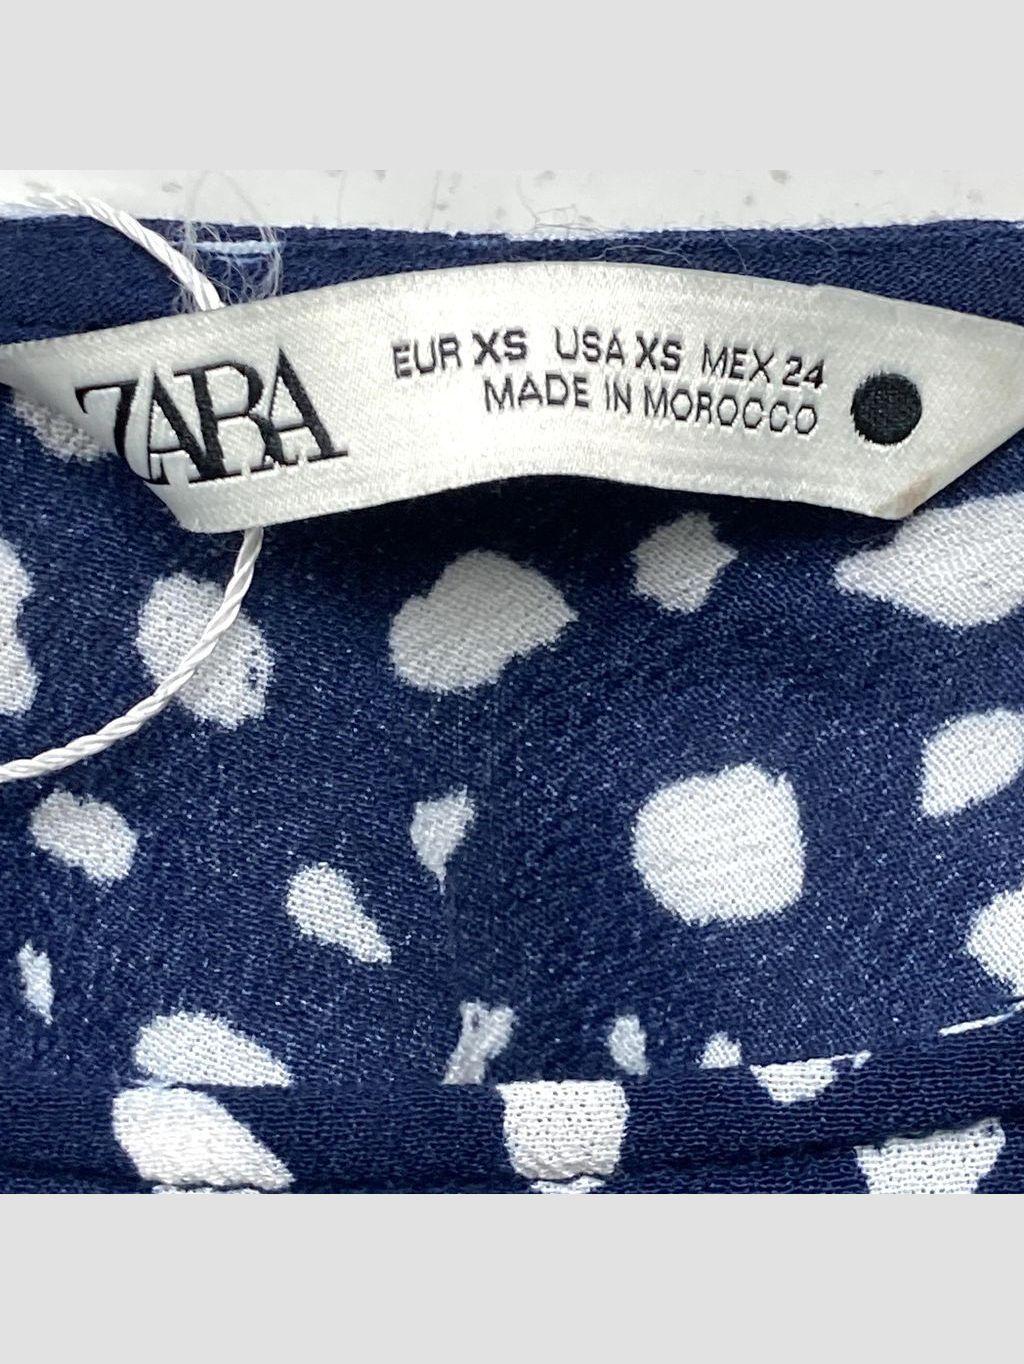 ZARA
EUR XS USA XS MEX 24
MADE IN MOROCCO